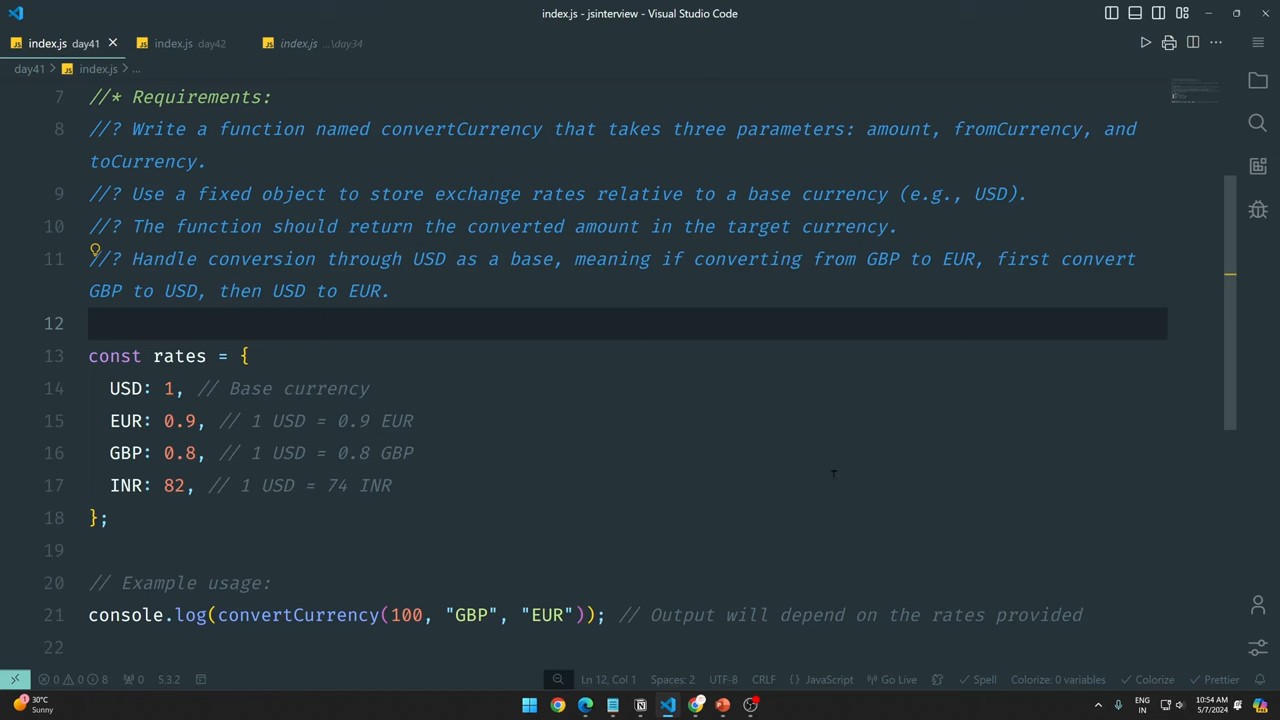 index.js - jsinterview - Visual Studio Code
index.js day41
index.js day42
index.js ...\day34
day41 > index.js > ...
7 //* Requirements:
8 //? Write a function named convertCurrency that takes three parameters: amount, fromCurrency, and
toCurrency.
9 //? Use a fixed object to store exchange rates relative to a base currency (e.g., USD).
10 //? The function should return the converted amount in the target currency.
11 //? Handle conversion through USD as a base, meaning if converting from GBP to EUR, first convert
GBP to USD, then USD to EUR.
12
13 const rates = {
14 USD: 1, // Base currency
15 EUR: 0.9, // 1 USD = 0.9 EUR
16 GBP: 0.8, // 1 USD = 0.8 GBP
17 INR: 82, // 1 USD = 74 INR
18 };
19
20 // Example usage:
21 console.log(convertCurrency(100, "GBP", "EUR")); // Output will depend on the rates provided
22
0 0 8 0 5.3.2 Ln 12, Col 1 Spaces: 2 UTF-8 CRLF {} JavaScript Go Live Spell Colorize: 0 variables Colorize Prettier
30°C
Sunny
ENG
IN
10:54 AM
5/7/2024